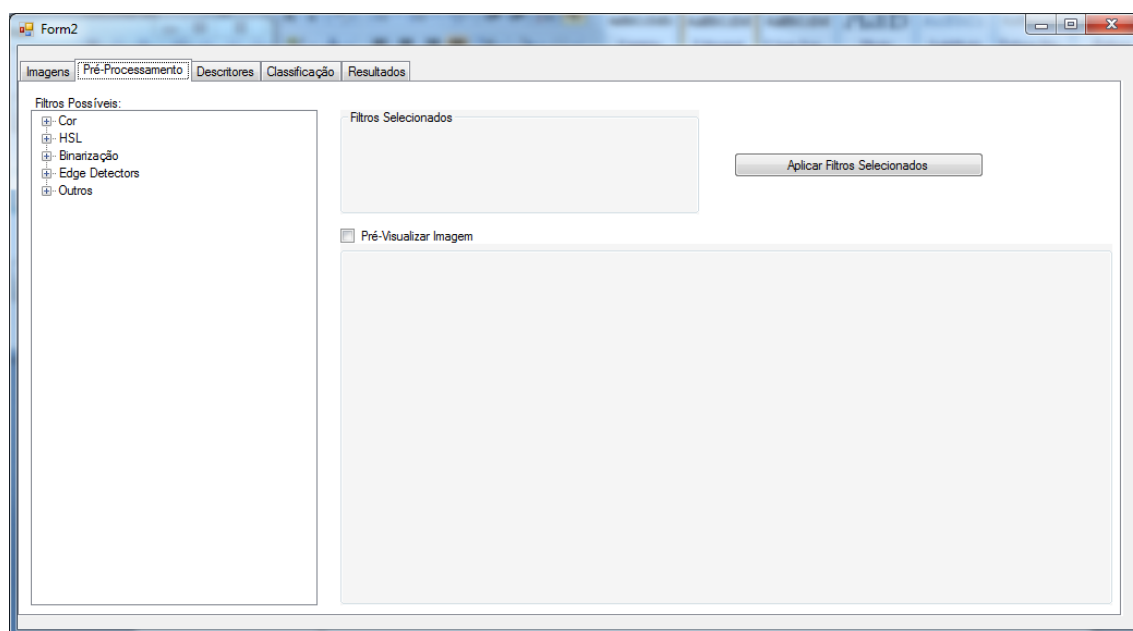 Form2
Imagens Pré-Processamento Descritores Classificação Resultados
Filtros Possíveis:
Cor
HSL
Binarização
Edge Detectors
Outros
Filtros Selecionados
Aplicar Filtros Selecionados
Pré-Visualizar Imagem